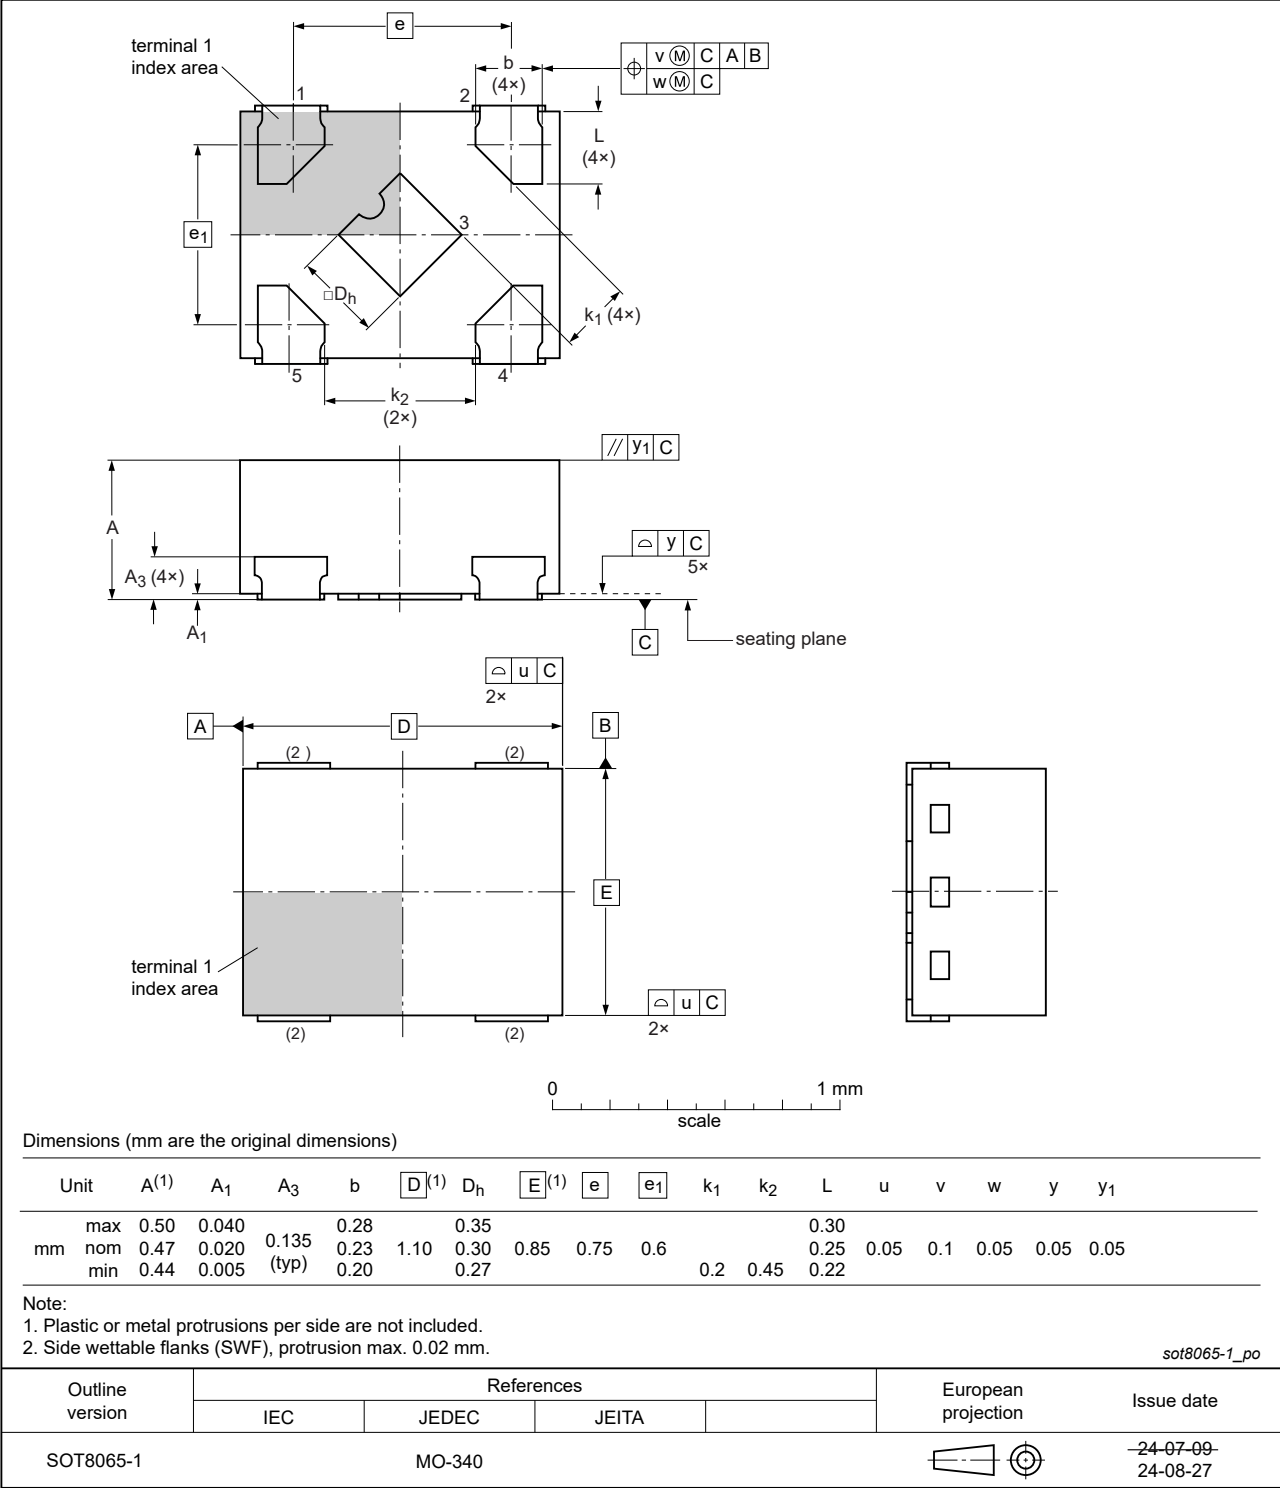 e
terminal 1
index area
b
(4×)
v Ⓜ C A B
w Ⓜ C
1
2
L
(4×)
e1
3
□Dh
k1 (4×)
5
4
k2
(2×)
// y1 C
A
⌓ y C
5×
A3 (4×)
A1
C
seating plane
⌓ u C
2×
A
D
B
(2 )
(2)
E
terminal 1
index area
⌓ u C
2×
(2)
(2)
0
1 mm
scale
Dimensions (mm are the original dimensions)
Unit A(1) A1 A3 b D(1) Dh E(1) e e1 k1 k2 L u v w y y1
max 0.50 0.040 0.28 0.35 0.30
mm nom 0.47 0.020 0.135 (typ) 0.23 1.10 0.30 0.85 0.75 0.6 0.25 0.05 0.1 0.05 0.05 0.05
min 0.44 0.005 0.20 0.27 0.2 0.45 0.22
Note:
1. Plastic or metal protrusions per side are not included.
2. Side wettable flanks (SWF), protrusion max. 0.02 mm.
sot8065-1_po
Outline
version
References
IEC JEDEC JEITA
European
projection
Issue date
SOT8065-1
MO-340
24-07-09
24-08-27